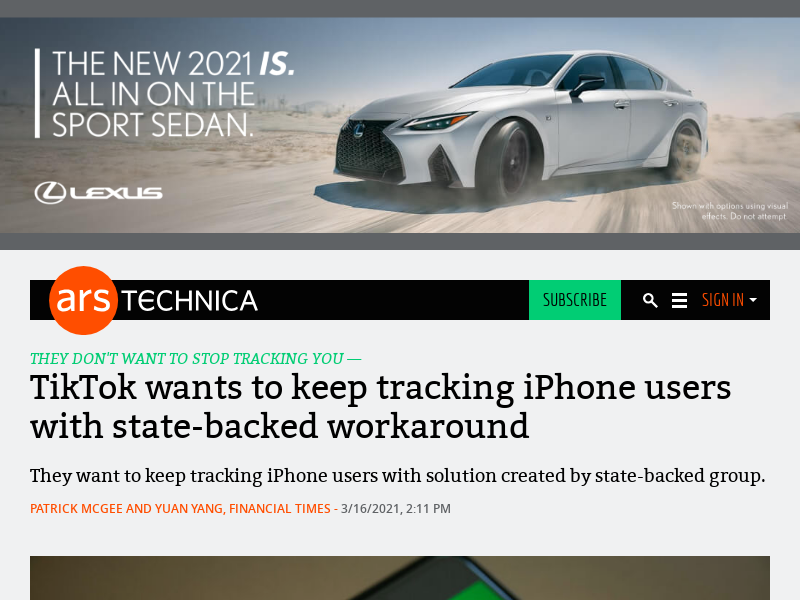 THE NEW 2021 IS.
ALL IN ON THE
SPORT SEDAN.
LEXUS
Shown with options using visual
effects. Do not attempt.
ars TECHNICA
SUBSCRIBE
SIGN IN
THEY DON'T WANT TO STOP TRACKING YOU —
TikTok wants to keep tracking iPhone users
with state-backed workaround
They want to keep tracking iPhone users with solution created by state-backed group.
PATRICK MCGEE AND YUAN YANG, FINANCIAL TIMES - 3/16/2021, 2:11 PM